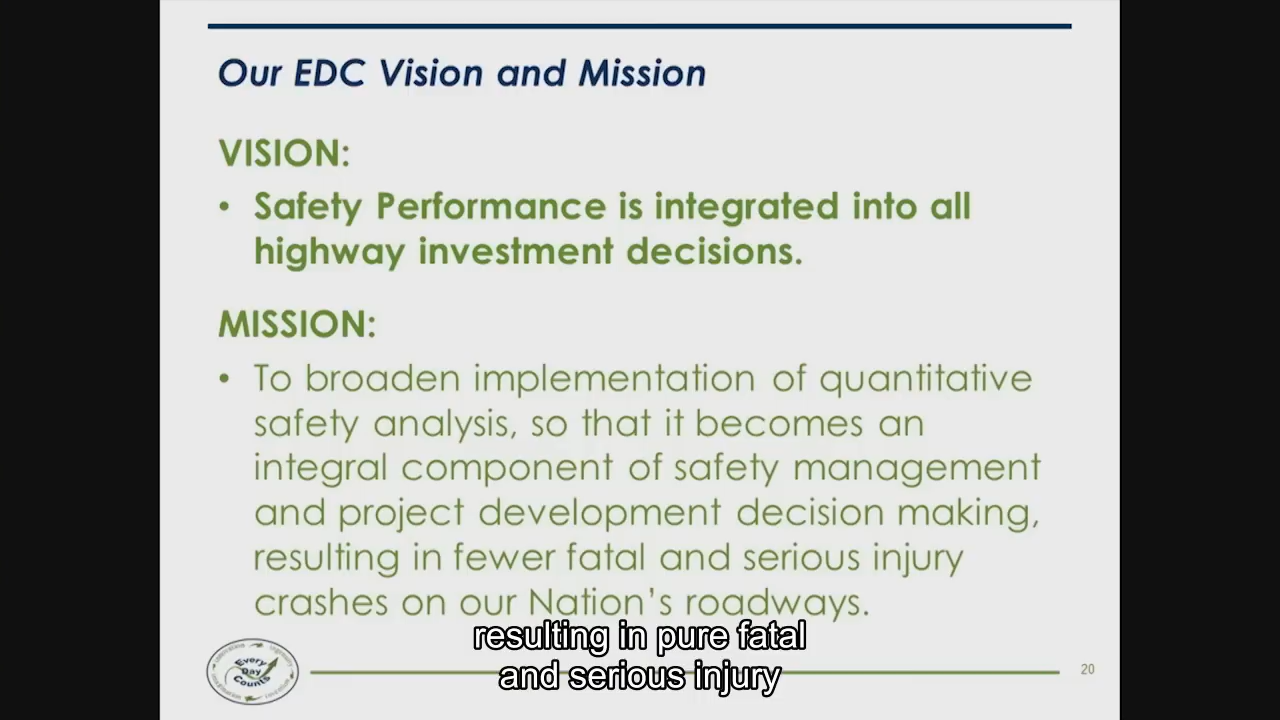 Our EDC Vision and Mission
VISION:
• Safety Performance is integrated into all
highway investment decisions.
MISSION:
• To broaden implementation of quantitative
safety analysis, so that it becomes an
integral component of safety management
and project development decision making,
resulting in fewer fatal and serious injury
crashes on our Nation's roadways.
resulting in pure fatal
and serious injury
Every
Day
Counts
20